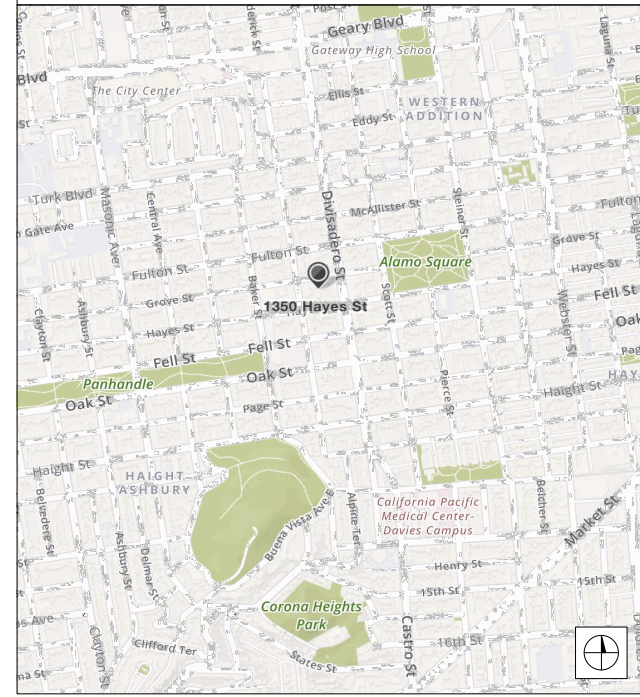 Geary Blvd
Gateway High School
Blvd
The City Center
Ellis St
Laguna St
WESTERN
ADDITION
Eddy St
Turk Blvd
Masonic Ave
Central Ave
Divisadero St
McAllister St
Steiner St
Fulton
Gate Ave
Fulton St
Alamo Square
Grove St
Hayes St
Fulton St
Baker St
1350 Hayes St
Scott St
Fell St
Webster St
Grove St
Clayton St
Ashbury St
Hayes St
Oak
Fell St
Fell St
Panhandle
Oak St
Oak St
Pierce St
Haight St
Page St
Haight St
HAIGHT
ASHBURY
Belvedere St
Alpine Ter
California Pacific
Medical Center-
Davies Campus
Belcher St
Market St
Buena Vista Ave E
Ashbury St
Delmar St
Henry St
15th St
15th St
Corona Heights
Park
Castro St
16th St
Clayton St
Clifford Ter
States St